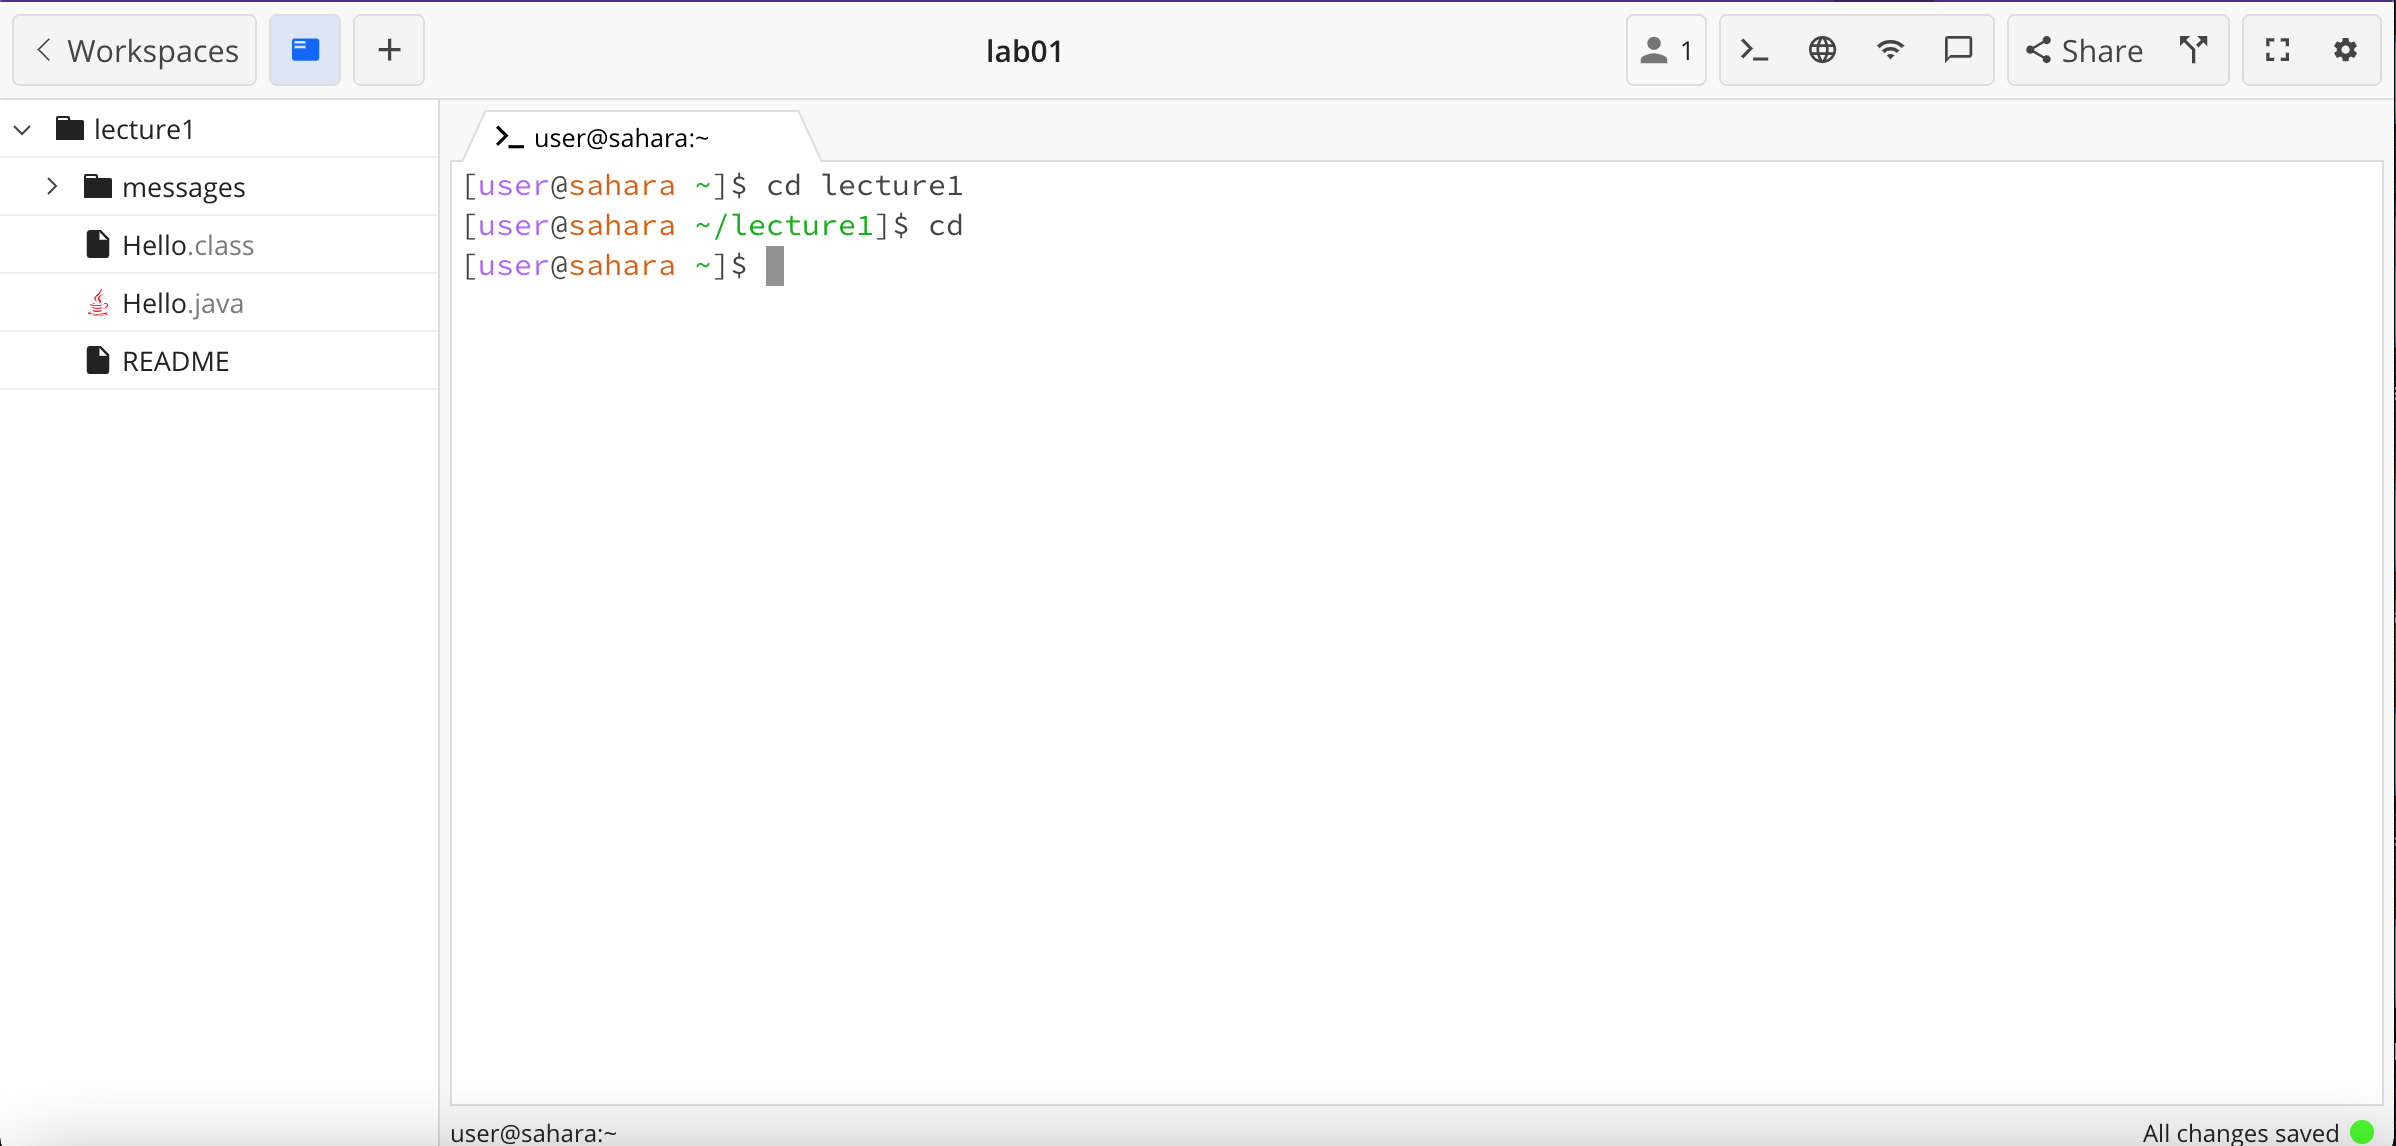 Workspaces
lab01
1
Share
lecture1
messages
Hello.class
Hello.java
README
user@sahara:~
[user@sahara ~]$ cd lecture1
[user@sahara ~/lecture1]$ cd
[user@sahara ~]$
user@sahara:~
All changes saved